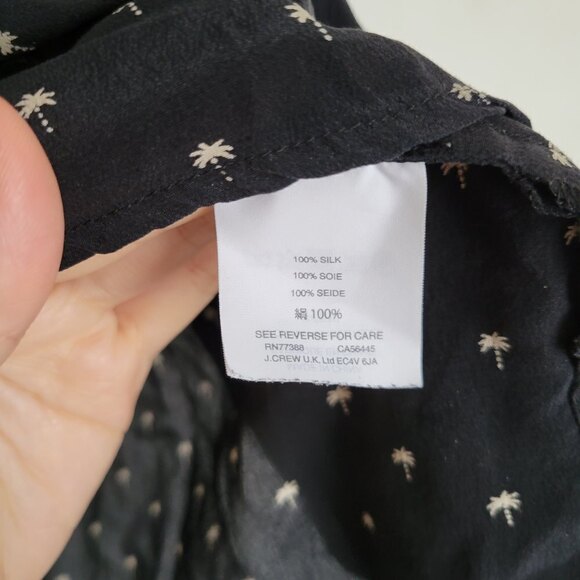 100% SILK
100% SOIE
100% SEIDE
絹 100%
SEE REVERSE FOR CARE
RN77388 CA56445
J.CREW U.K. Ltd EC4V 6JA